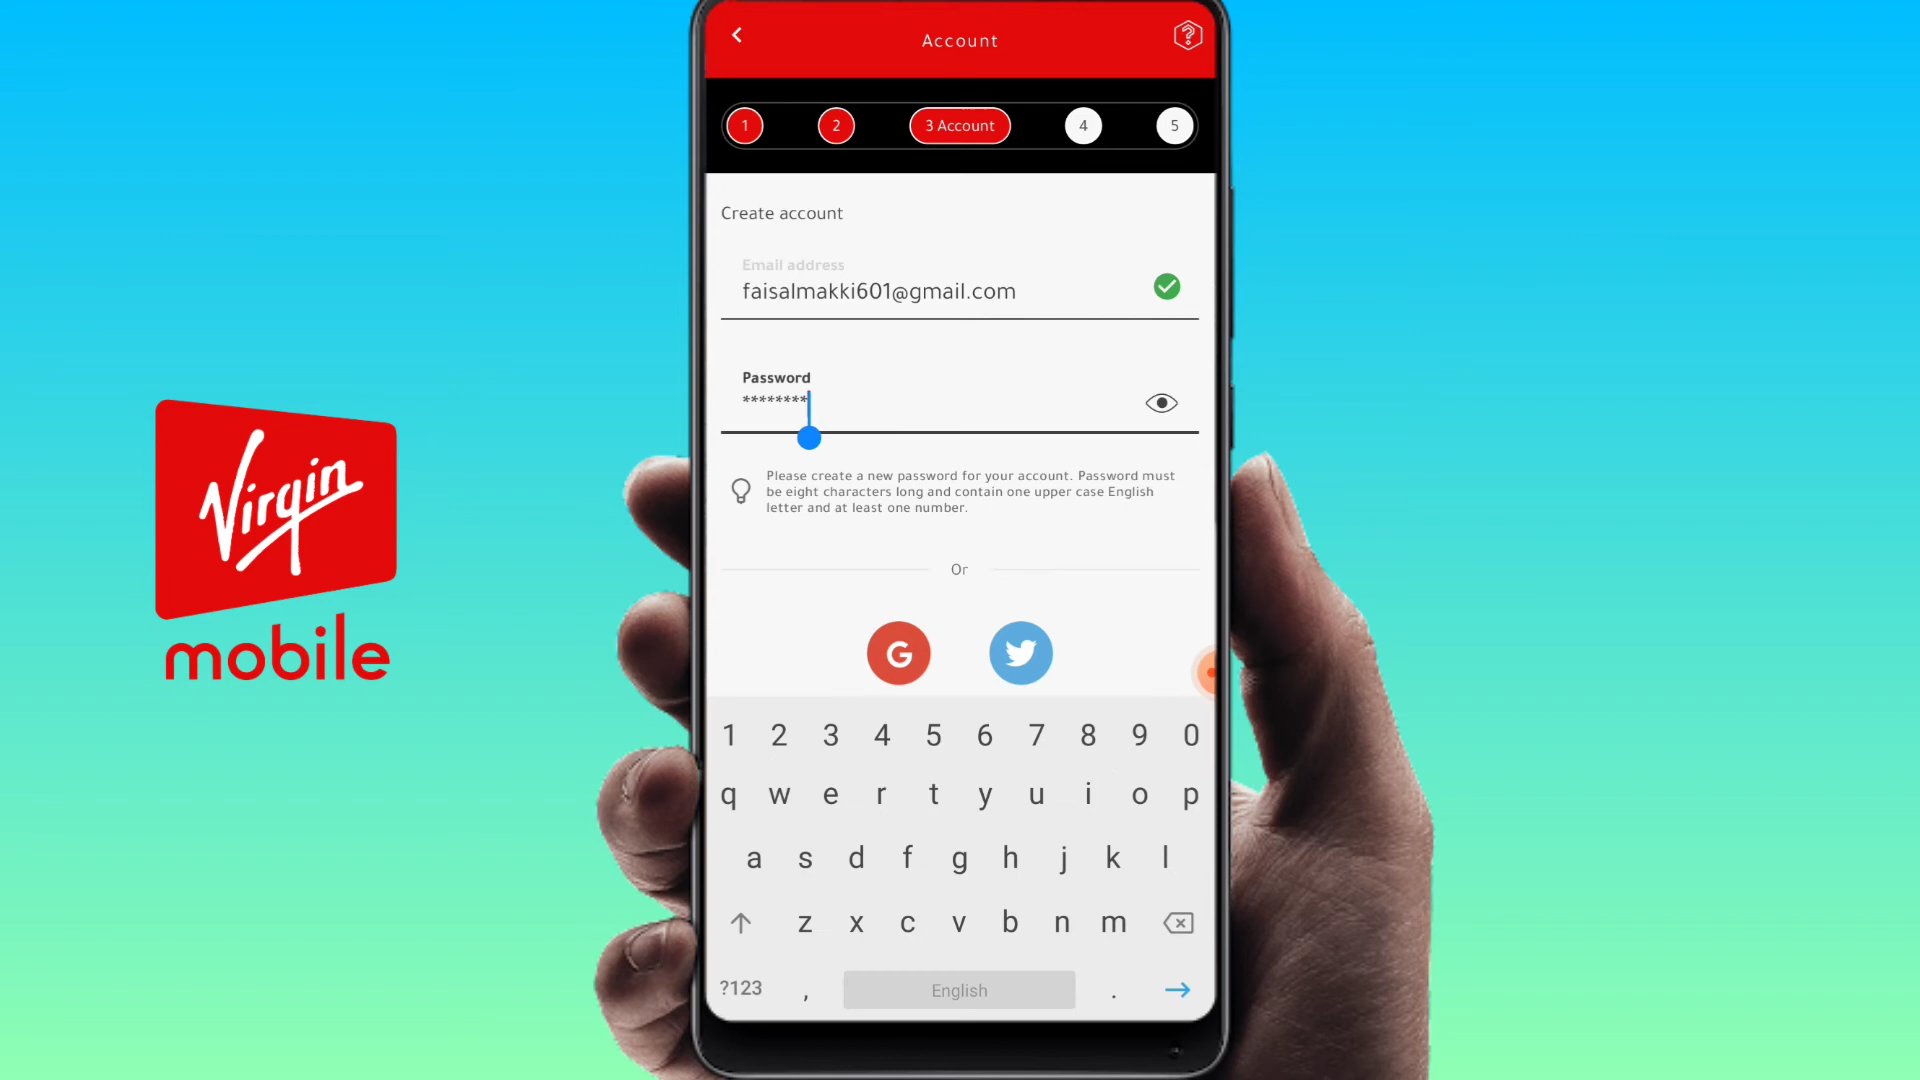 Account
1
2
3 Account
4
5
Create account
Email address
faisalmakki601@gmail.com
Password
********
Please create a new password for your account. Password must
be eight characters long and contain one upper case English
letter and at least one number.
Or
G
Virgin
mobile
1 2 3 4 5 6 7 8 9 0
q w e r t y u i o p
a s d f g h j k l
z x c v b n m
?123 , English .